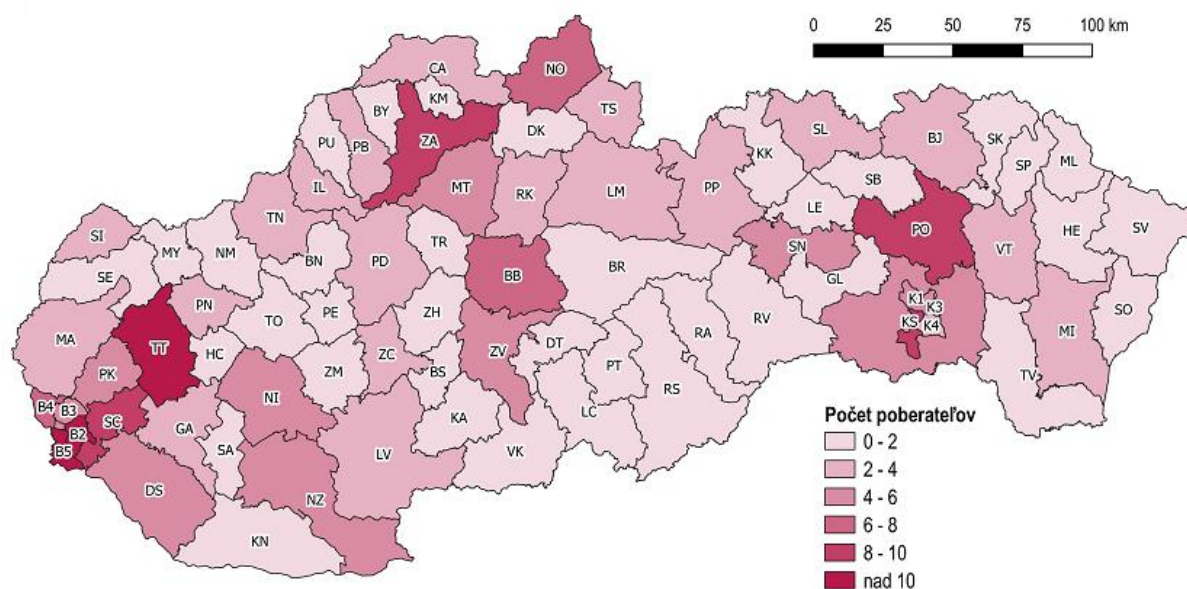 0 25 50 75 100 km
CA
NO
KM
TS
BY
PU
PB
ZA
DK
KK
SL
BJ
SK
SP
ML
IL
MT
RK
LM
PP
SB
LE
PO
HE
SV
SI
TN
MY
NM
SE
BN
PD
TR
BB
BR
SN
GL
VT
PN
TO
PE
ZH
K1
K3
KS
K4
SO
MA
TT
HC
ZM
ZC
BS
ZV
DT
PT
RA
RV
MI
TV
PK
B4
B3
SC
B2
B5
NI
GA
SA
LV
KA
VK
LC
RS
DS
NZ
KN
Počet poberateľov
0 - 2
2 - 4
4 - 6
6 - 8
8 - 10
nad 10